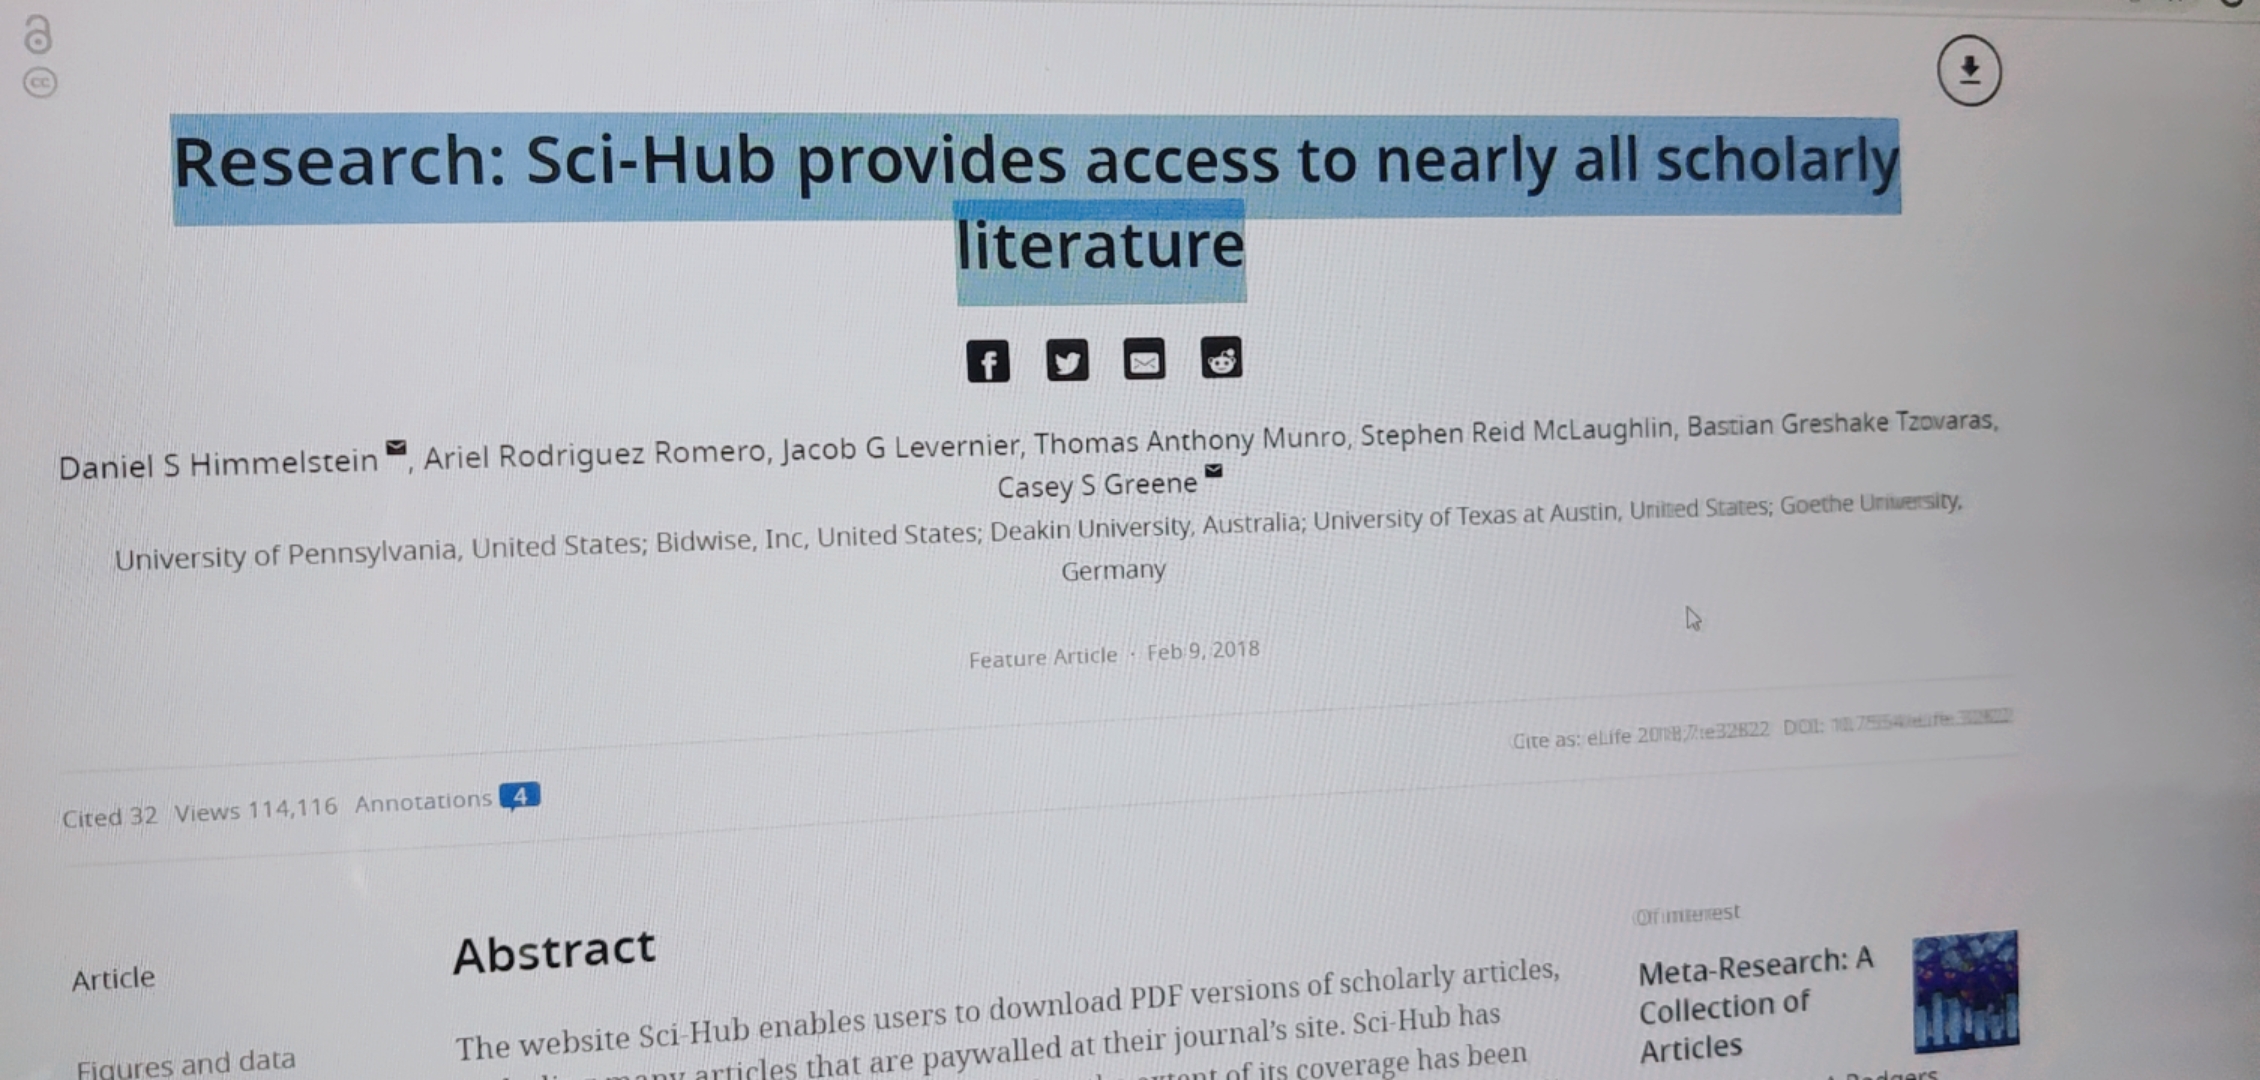 Research: Sci-Hub provides access to nearly all scholarly
literature
Daniel S Himmelstein, Ariel Rodriguez Romero, Jacob G Levernier, Thomas Anthony Munro, Stephen Reid McLaughlin, Bastian Greshake Tzovaras,
Casey S Greene
University of Pennsylvania, United States; Bidwise, Inc, United States; Deakin University, Australia; University of Texas at Austin, United States; Goethe University,
Germany
Feature Article · Feb 9, 2018
Cite as: eLife 2018;7:e32822 DOI:
Cited 32 Views 114,116 Annotations 4
Article
Figures and data
Abstract
The website Sci-Hub enables users to download PDF versions of scholarly articles,
many articles that are paywalled at their journal's site. Sci-Hub has
extent of its coverage has been
Of interest
Meta-Research: A
Collection of
Articles